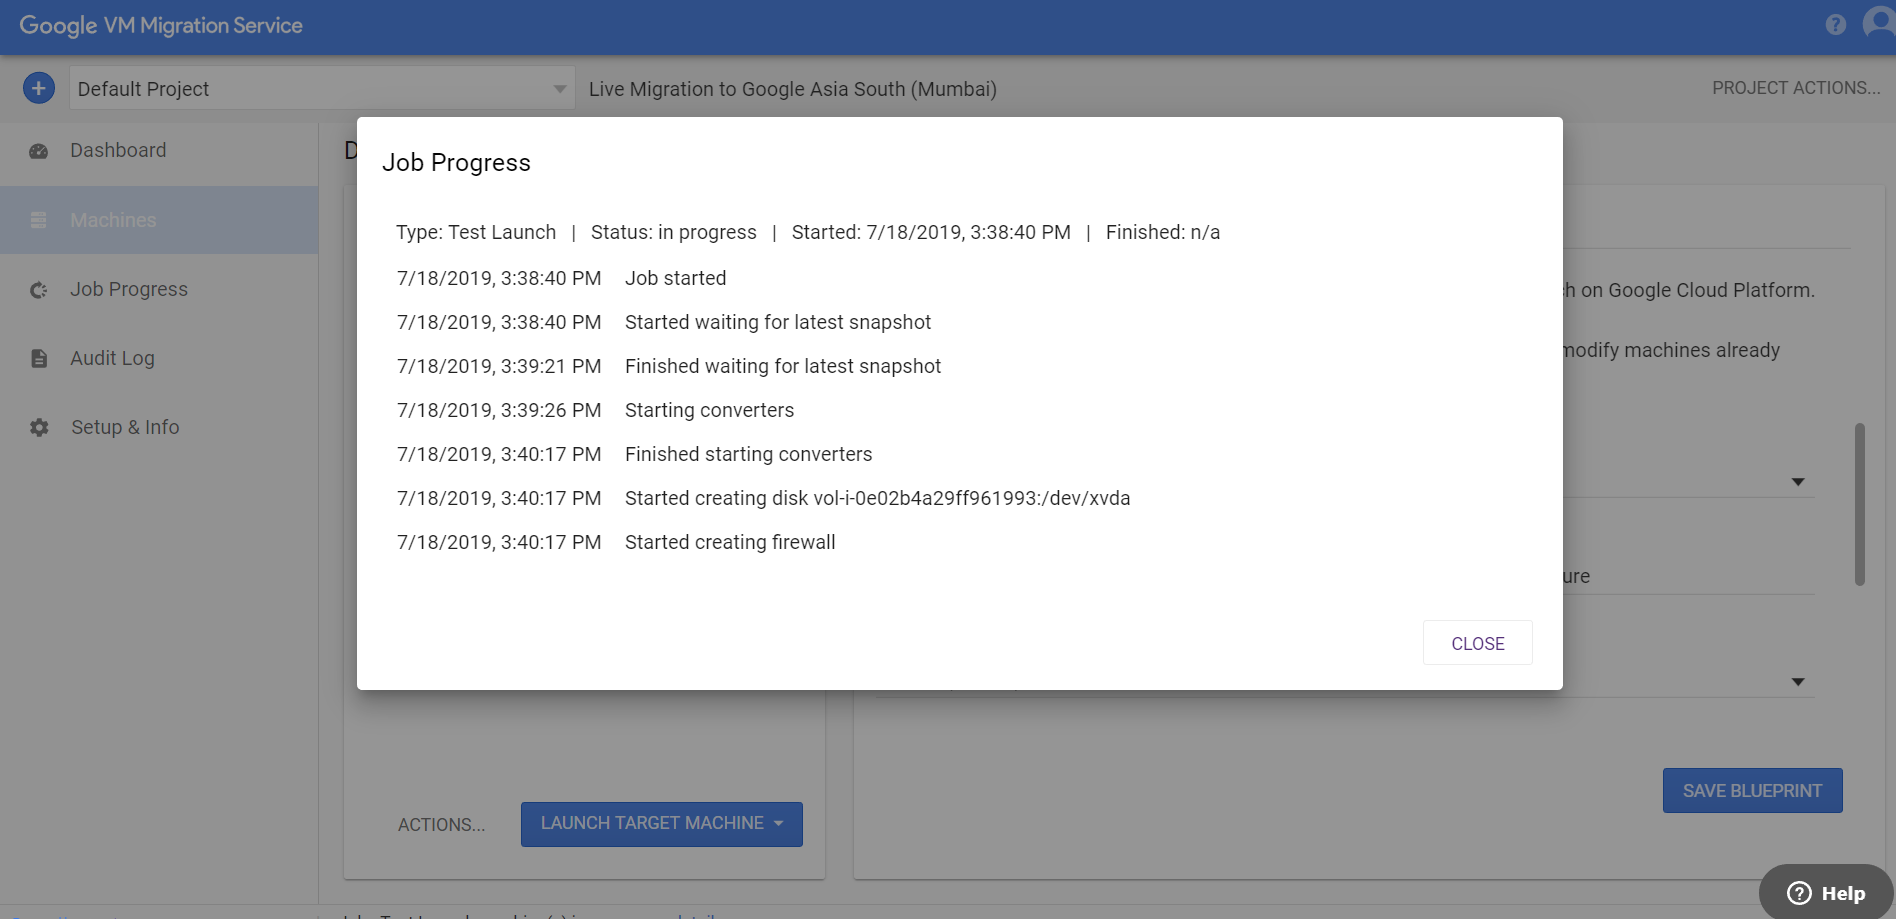 Google VM Migration Service
Default Project
Live Migration to Google Asia South (Mumbai)
PROJECT ACTIONS...
Dashboard
Machines
Job Progress
Audit Log
Setup & Info
Job Progress
Type: Test Launch | Status: in progress | Started: 7/18/2019, 3:38:40 PM | Finished: n/a
7/18/2019, 3:38:40 PM Job started
7/18/2019, 3:38:40 PM Started waiting for latest snapshot
7/18/2019, 3:39:21 PM Finished waiting for latest snapshot
7/18/2019, 3:39:26 PM Starting converters
7/18/2019, 3:40:17 PM Finished starting converters
7/18/2019, 3:40:17 PM Started creating disk vol-i-0e02b4a29ff961993:/dev/xvda
7/18/2019, 3:40:17 PM Started creating firewall
CLOSE
on Google Cloud Platform.
modify machines already
ACTIONS...
LAUNCH TARGET MACHINE
SAVE BLUEPRINT
Help